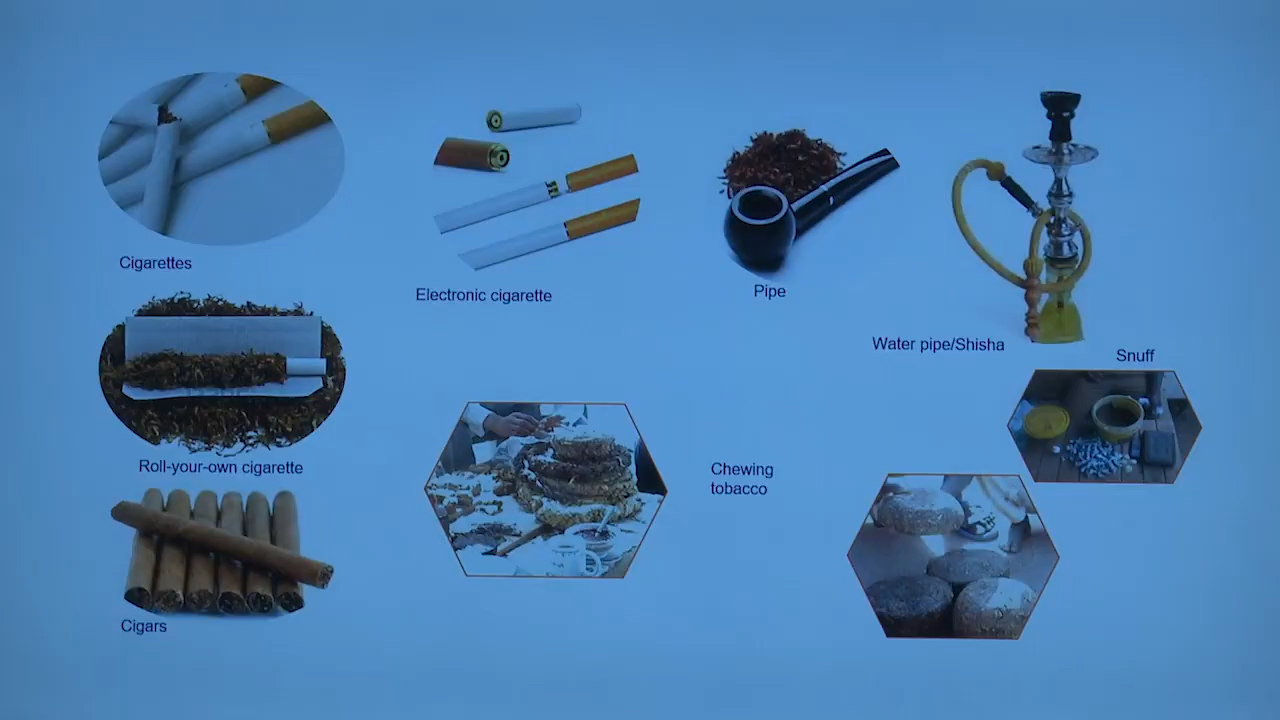 Cigarettes
Electronic cigarette
Pipe
Water pipe/Shisha
Snuff
Roll-your-own cigarette
Chewing
tobacco
Cigars